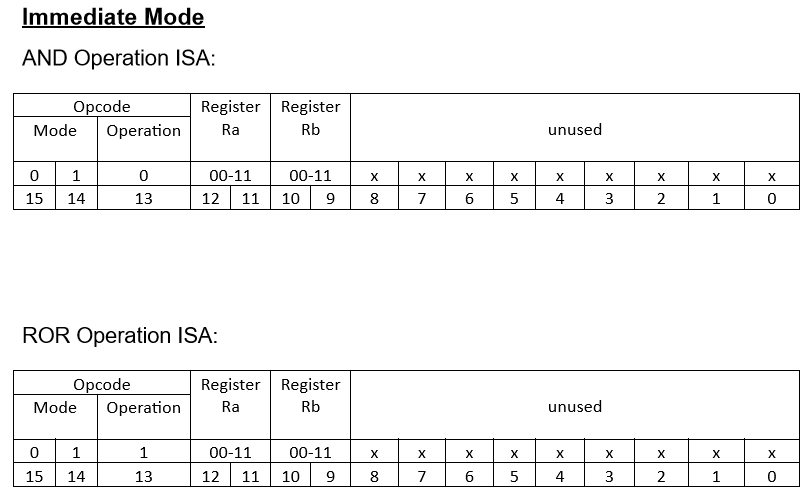 Immediate Mode
AND Operation ISA:
Opcode Register Ra Register Rb unused
Mode Operation
0 1 0 00-11 00-11 x x x x x x x x x
15 14 13 12 11 10 9 8 7 6 5 4 3 2 1 0
ROR Operation ISA:
Opcode Register Ra Register Rb unused
Mode Operation
0 1 1 00-11 00-11 x x x x x x x x x
15 14 13 12 11 10 9 8 7 6 5 4 3 2 1 0